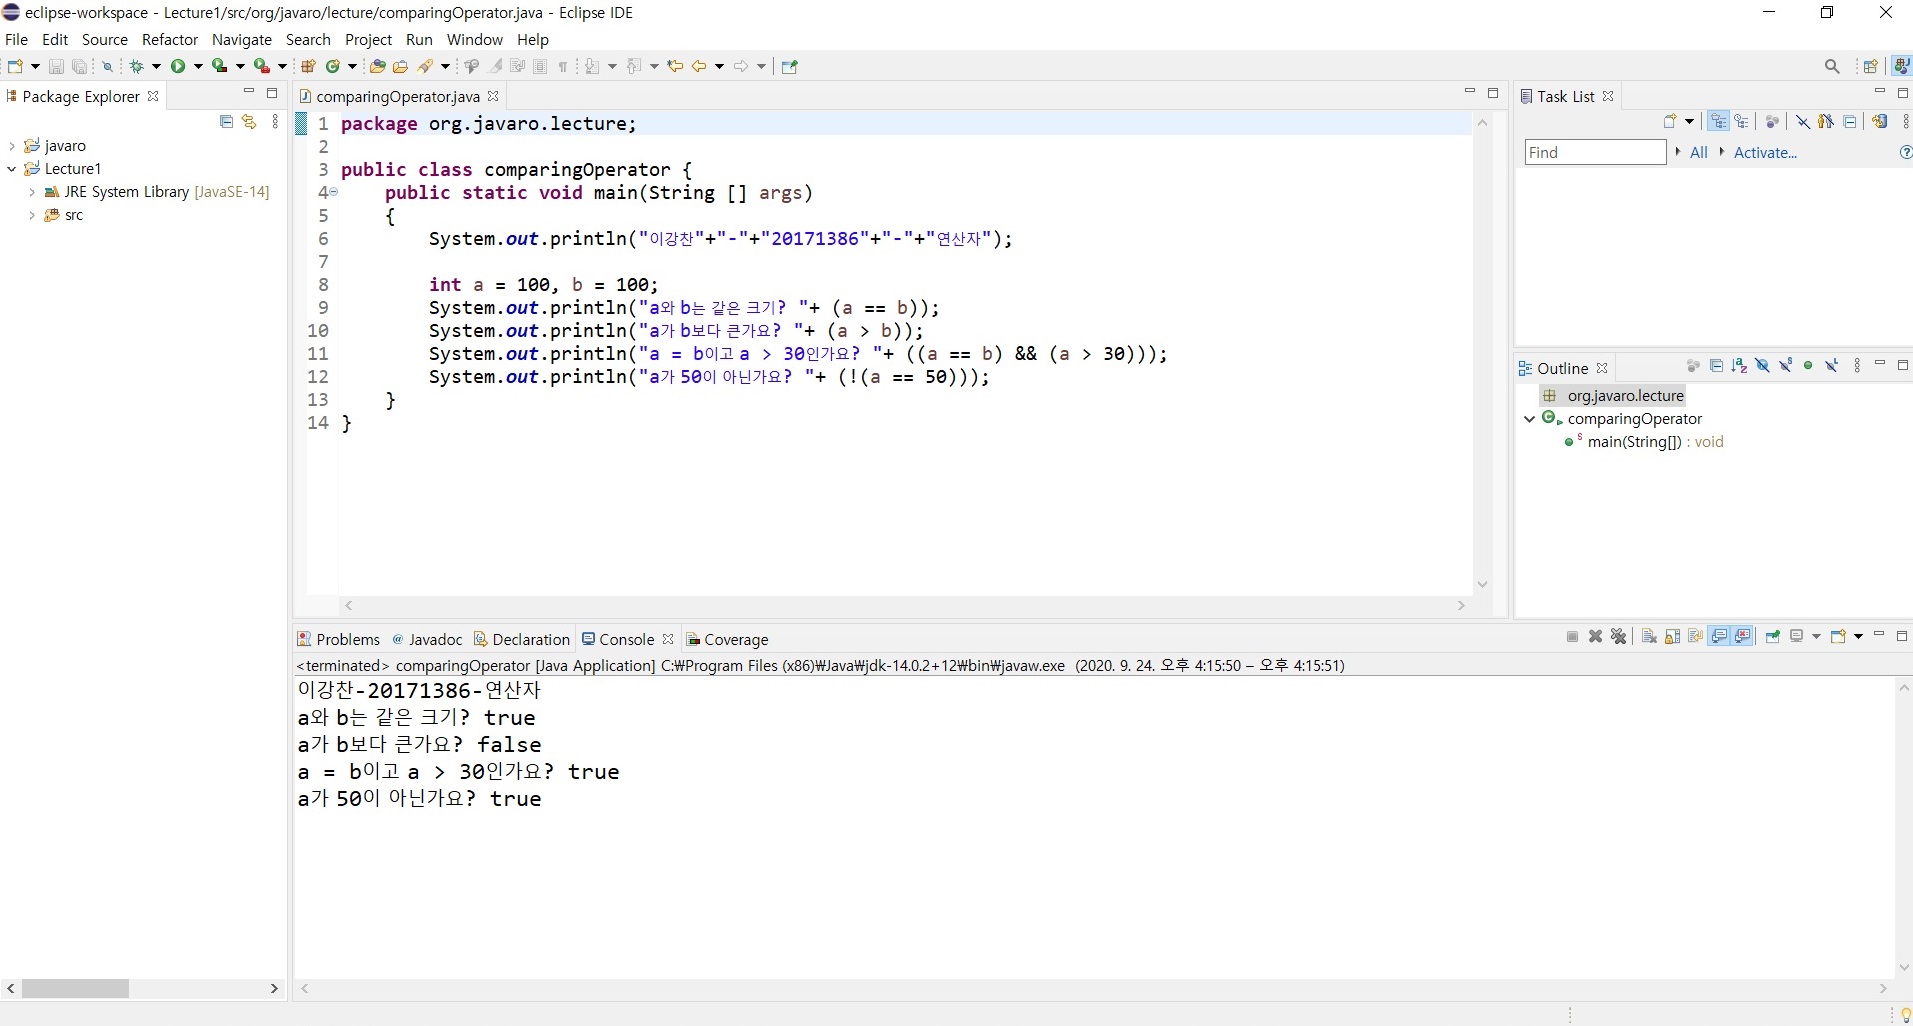 eclipse-workspace - Lecture1/src/org/javaro/lecture/comparingOperator.java - Eclipse IDE
File Edit Source Refactor Navigate Search Project Run Window Help
Package Explorer
javaro
Lecture1
JRE System Library [JavaSE-14]
src
comparingOperator.java
1 package org.javaro.lecture;
2
3 public class comparingOperator {
4     public static void main(String [] args)
5     {
6         System.out.println("이강찬"+"-"+"20171386"+"-"+"연산자");
7
8         int a = 100, b = 100;
9         System.out.println("a와 b는 같은 크기? "+ (a == b));
10         System.out.println("a가 b보다 큰가요? "+ (a > b));
11         System.out.println("a = b이고 a > 30인가요? "+ ((a == b) && (a > 30)));
12         System.out.println("a가 50이 아닌가요? "+ (!(a == 50)));
13     }
14 }
Task List
Find All Activate...
Outline
org.javaro.lecture
comparingOperator
main(String[]) : void
Problems Javadoc Declaration Console Coverage
<terminated> comparingOperator [Java Application] C:₩Program Files (x86)₩Java₩jdk-14.0.2+12₩bin₩javaw.exe (2020. 9. 24. 오후 4:15:50 – 오후 4:15:51)
이강찬-20171386-연산자
a와 b는 같은 크기? true
a가 b보다 큰가요? false
a = b이고 a > 30인가요? true
a가 50이 아닌가요? true